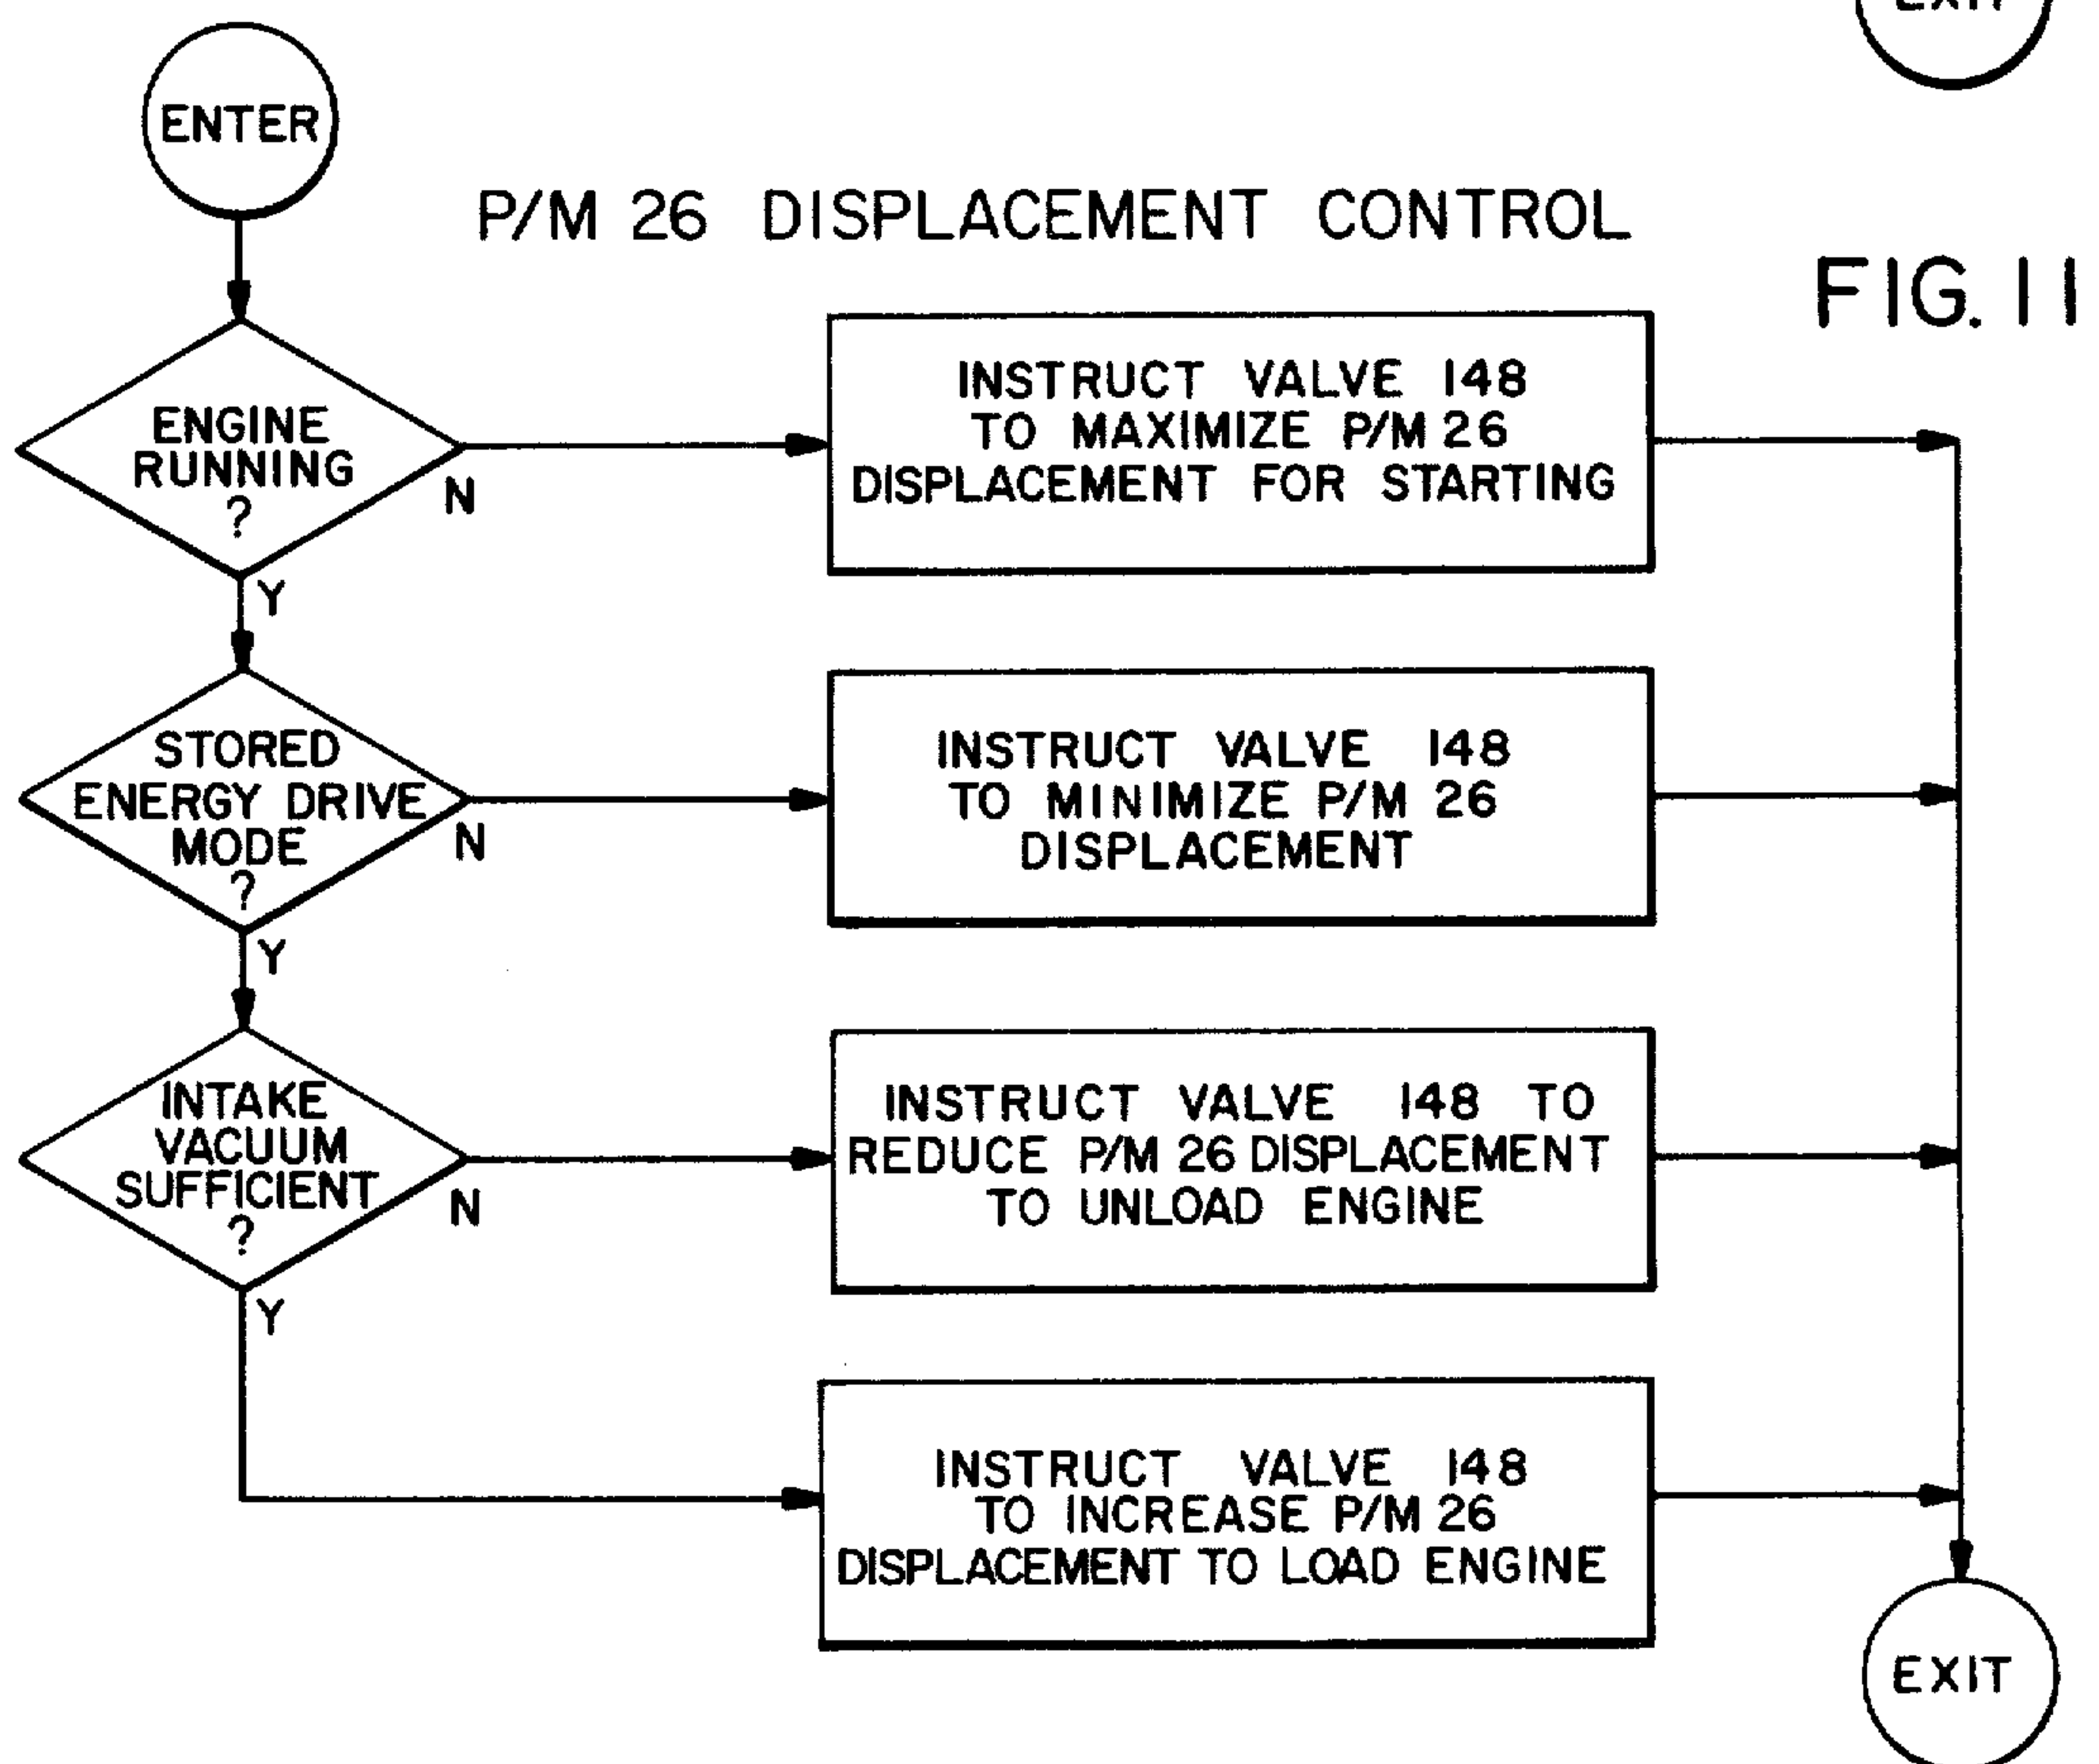 EXIT
ENTER
P/M 26 DISPLACEMENT CONTROL
FIG. 11
ENGINE
RUNNING
?
N
Y
INSTRUCT VALVE 148
TO MAXIMIZE P/M 26
DISPLACEMENT FOR STARTING
STORED
ENERGY DRIVE
MODE
?
N
Y
INSTRUCT VALVE 148
TO MINIMIZE P/M 26
DISPLACEMENT
INTAKE
VACUUM
SUFFICIENT
?
N
Y
INSTRUCT VALVE 148 TO
REDUCE P/M 26 DISPLACEMENT
TO UNLOAD ENGINE
INSTRUCT VALVE 148
TO INCREASE P/M 26
DISPLACEMENT TO LOAD ENGINE
EXIT